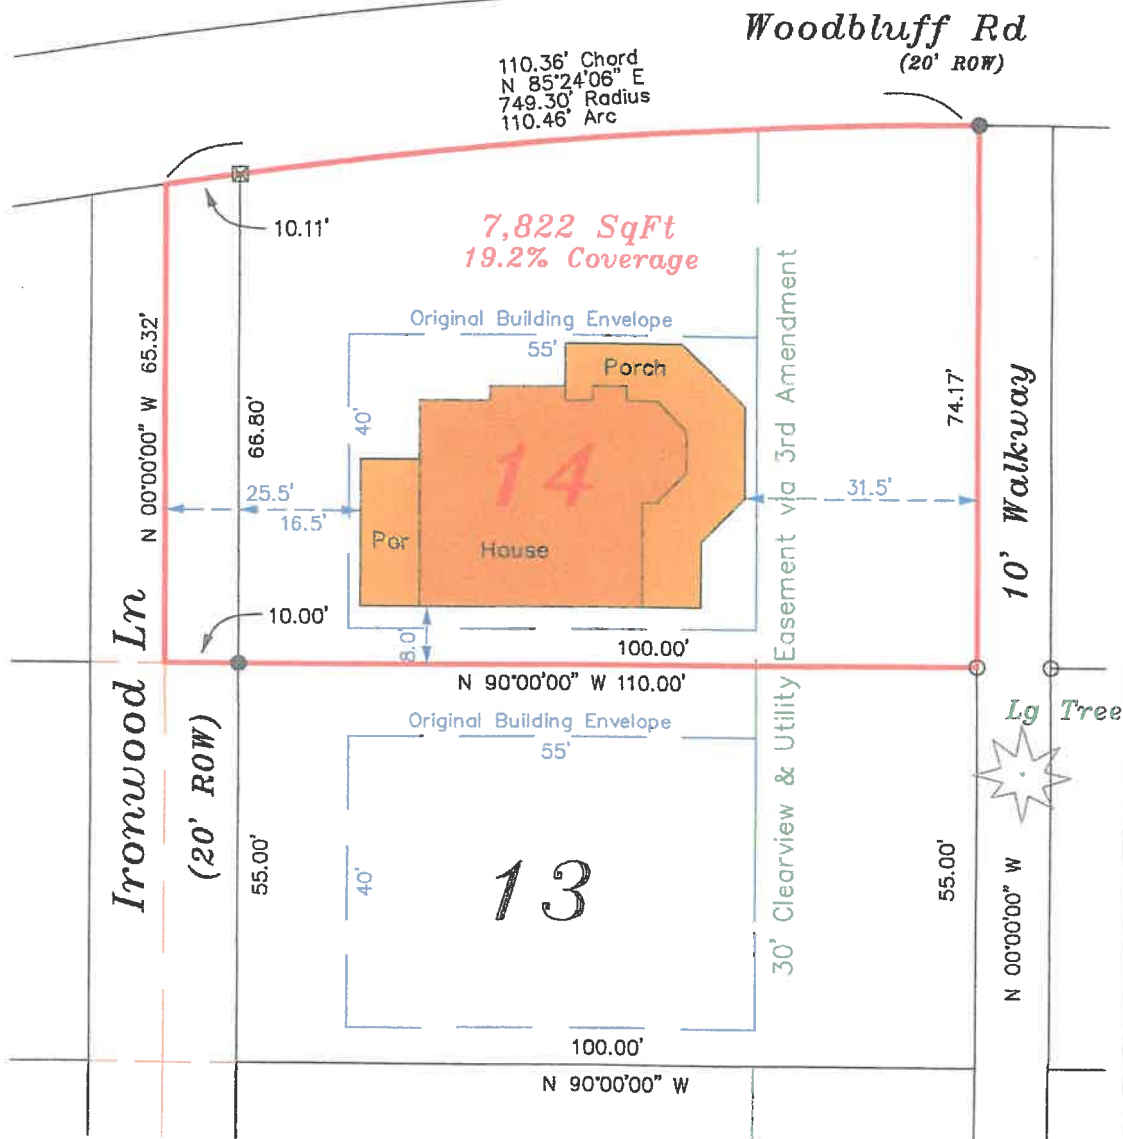 Woodbluff Rd
(20' ROW)
110.36' Chord
N 85°24'06" E
749.30' Radius
110.46' Arc
10.11'
7,822 SqFt
19.2% Coverage
Original Building Envelope
55'
Porch
40'
N 00°00'00" W 65.32'
66.80'
74.17'
14
25.5'
16.5'
31.5'
Por
House
10' Walkway
30' Clearview & Utility Easement via 3rd Amendment
10.00'
8.0'
100.00'
N 90°00'00" W 110.00'
Ironwood Ln
(20' ROW)
Original Building Envelope
55'
Lg Tree
40'
13
55.00'
55.00'
N 00°00'00" W
100.00'
N 90°00'00" W